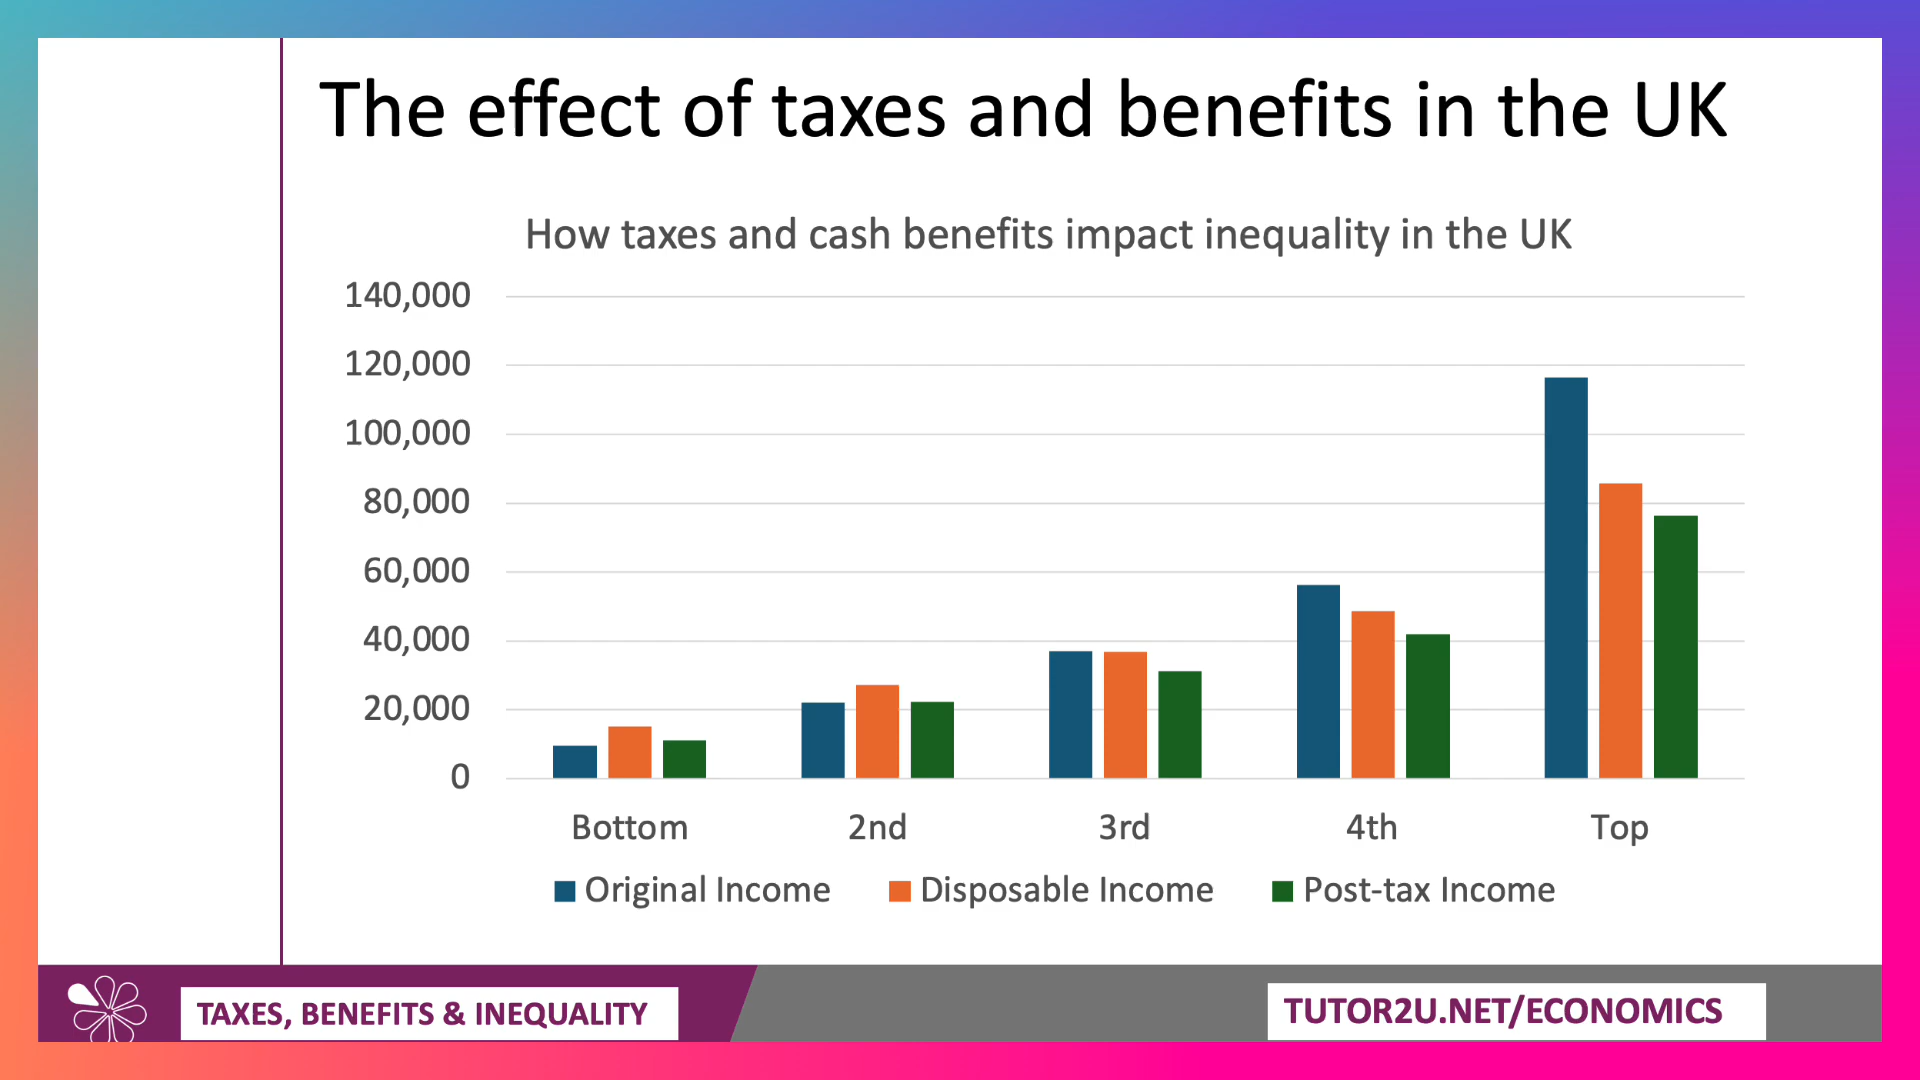 The effect of taxes and benefits in the UK
How taxes and cash benefits impact inequality in the UK
140,000
120,000
100,000
80,000
60,000
40,000
20,000
0
Bottom 2nd 3rd 4th Top
Original Income Disposable Income Post-tax Income
TAXES, BENEFITS & INEQUALITY
TUTOR2U.NET/ECONOMICS